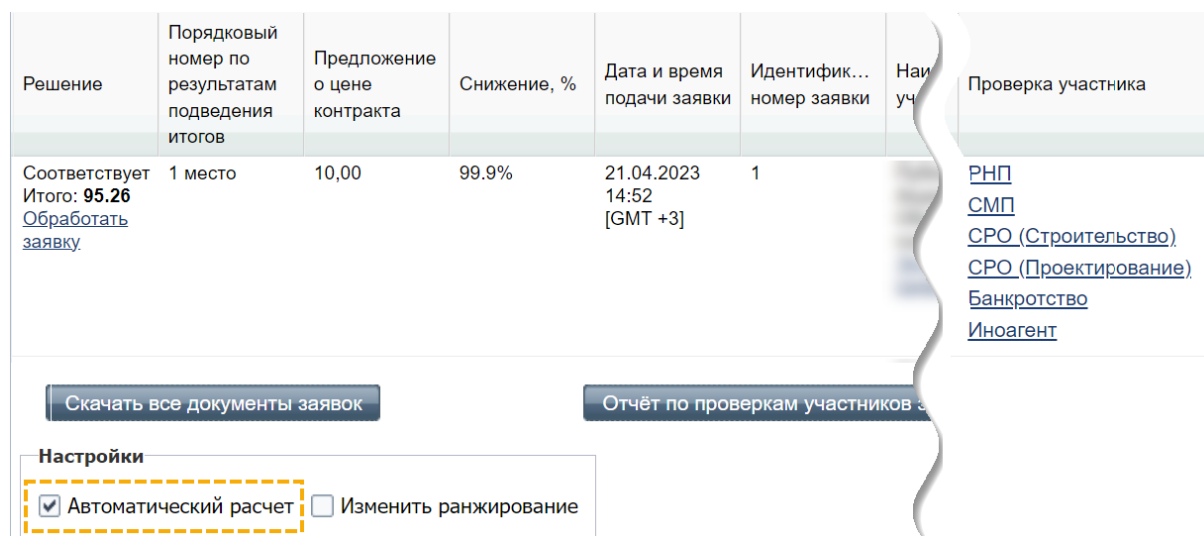 Решение
Порядковый
номер по
результатам
подведения
итогов
Предложение
о цене
контракта
Снижение, %
Дата и время
подачи заявки
Идентифик...
номер заявки
Наи
уч
Проверка участника
Соответствует
Итого: 95.26
Обработать
заявку
1 место
10,00
99.9%
21.04.2023
14:52
[GMT +3]
1
РНП
СМП
СРО (Строительство)
СРО (Проектирование)
Банкротство
Иноагент
Скачать все документы заявок
Отчёт по проверкам участников
Настройки
Автоматический расчет
Изменить ранжирование